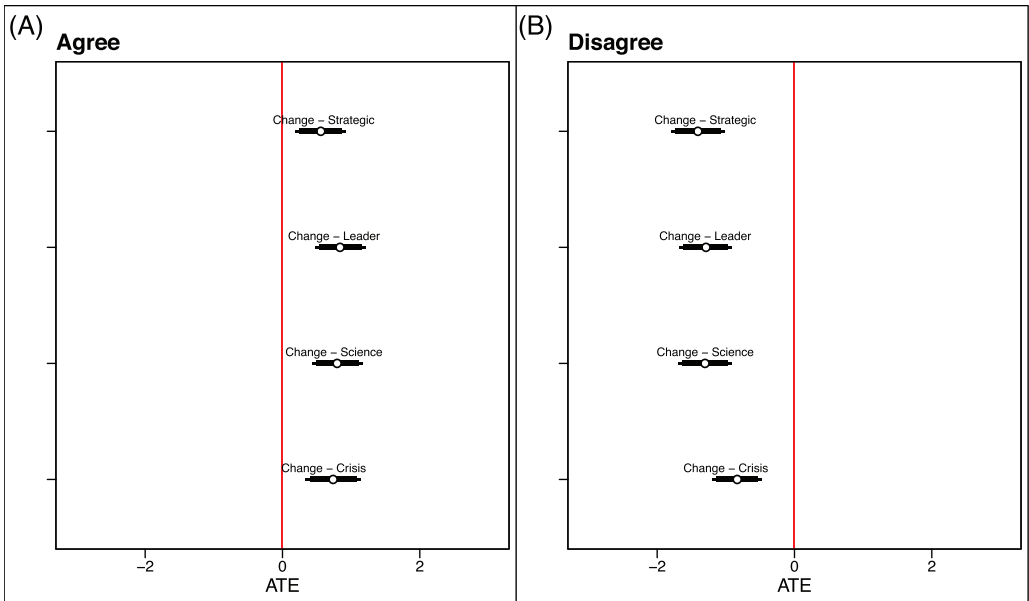 (A)
Agree
Change – Strategic
Change – Leader
Change – Science
Change – Crisis
−2 0 2
ATE
(B)
Disagree
Change – Strategic
Change – Leader
Change – Science
Change – Crisis
−2 0 2
ATE